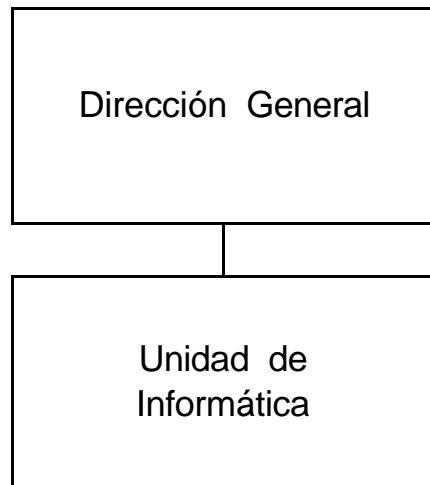 Dirección General
Unidad de
Informática